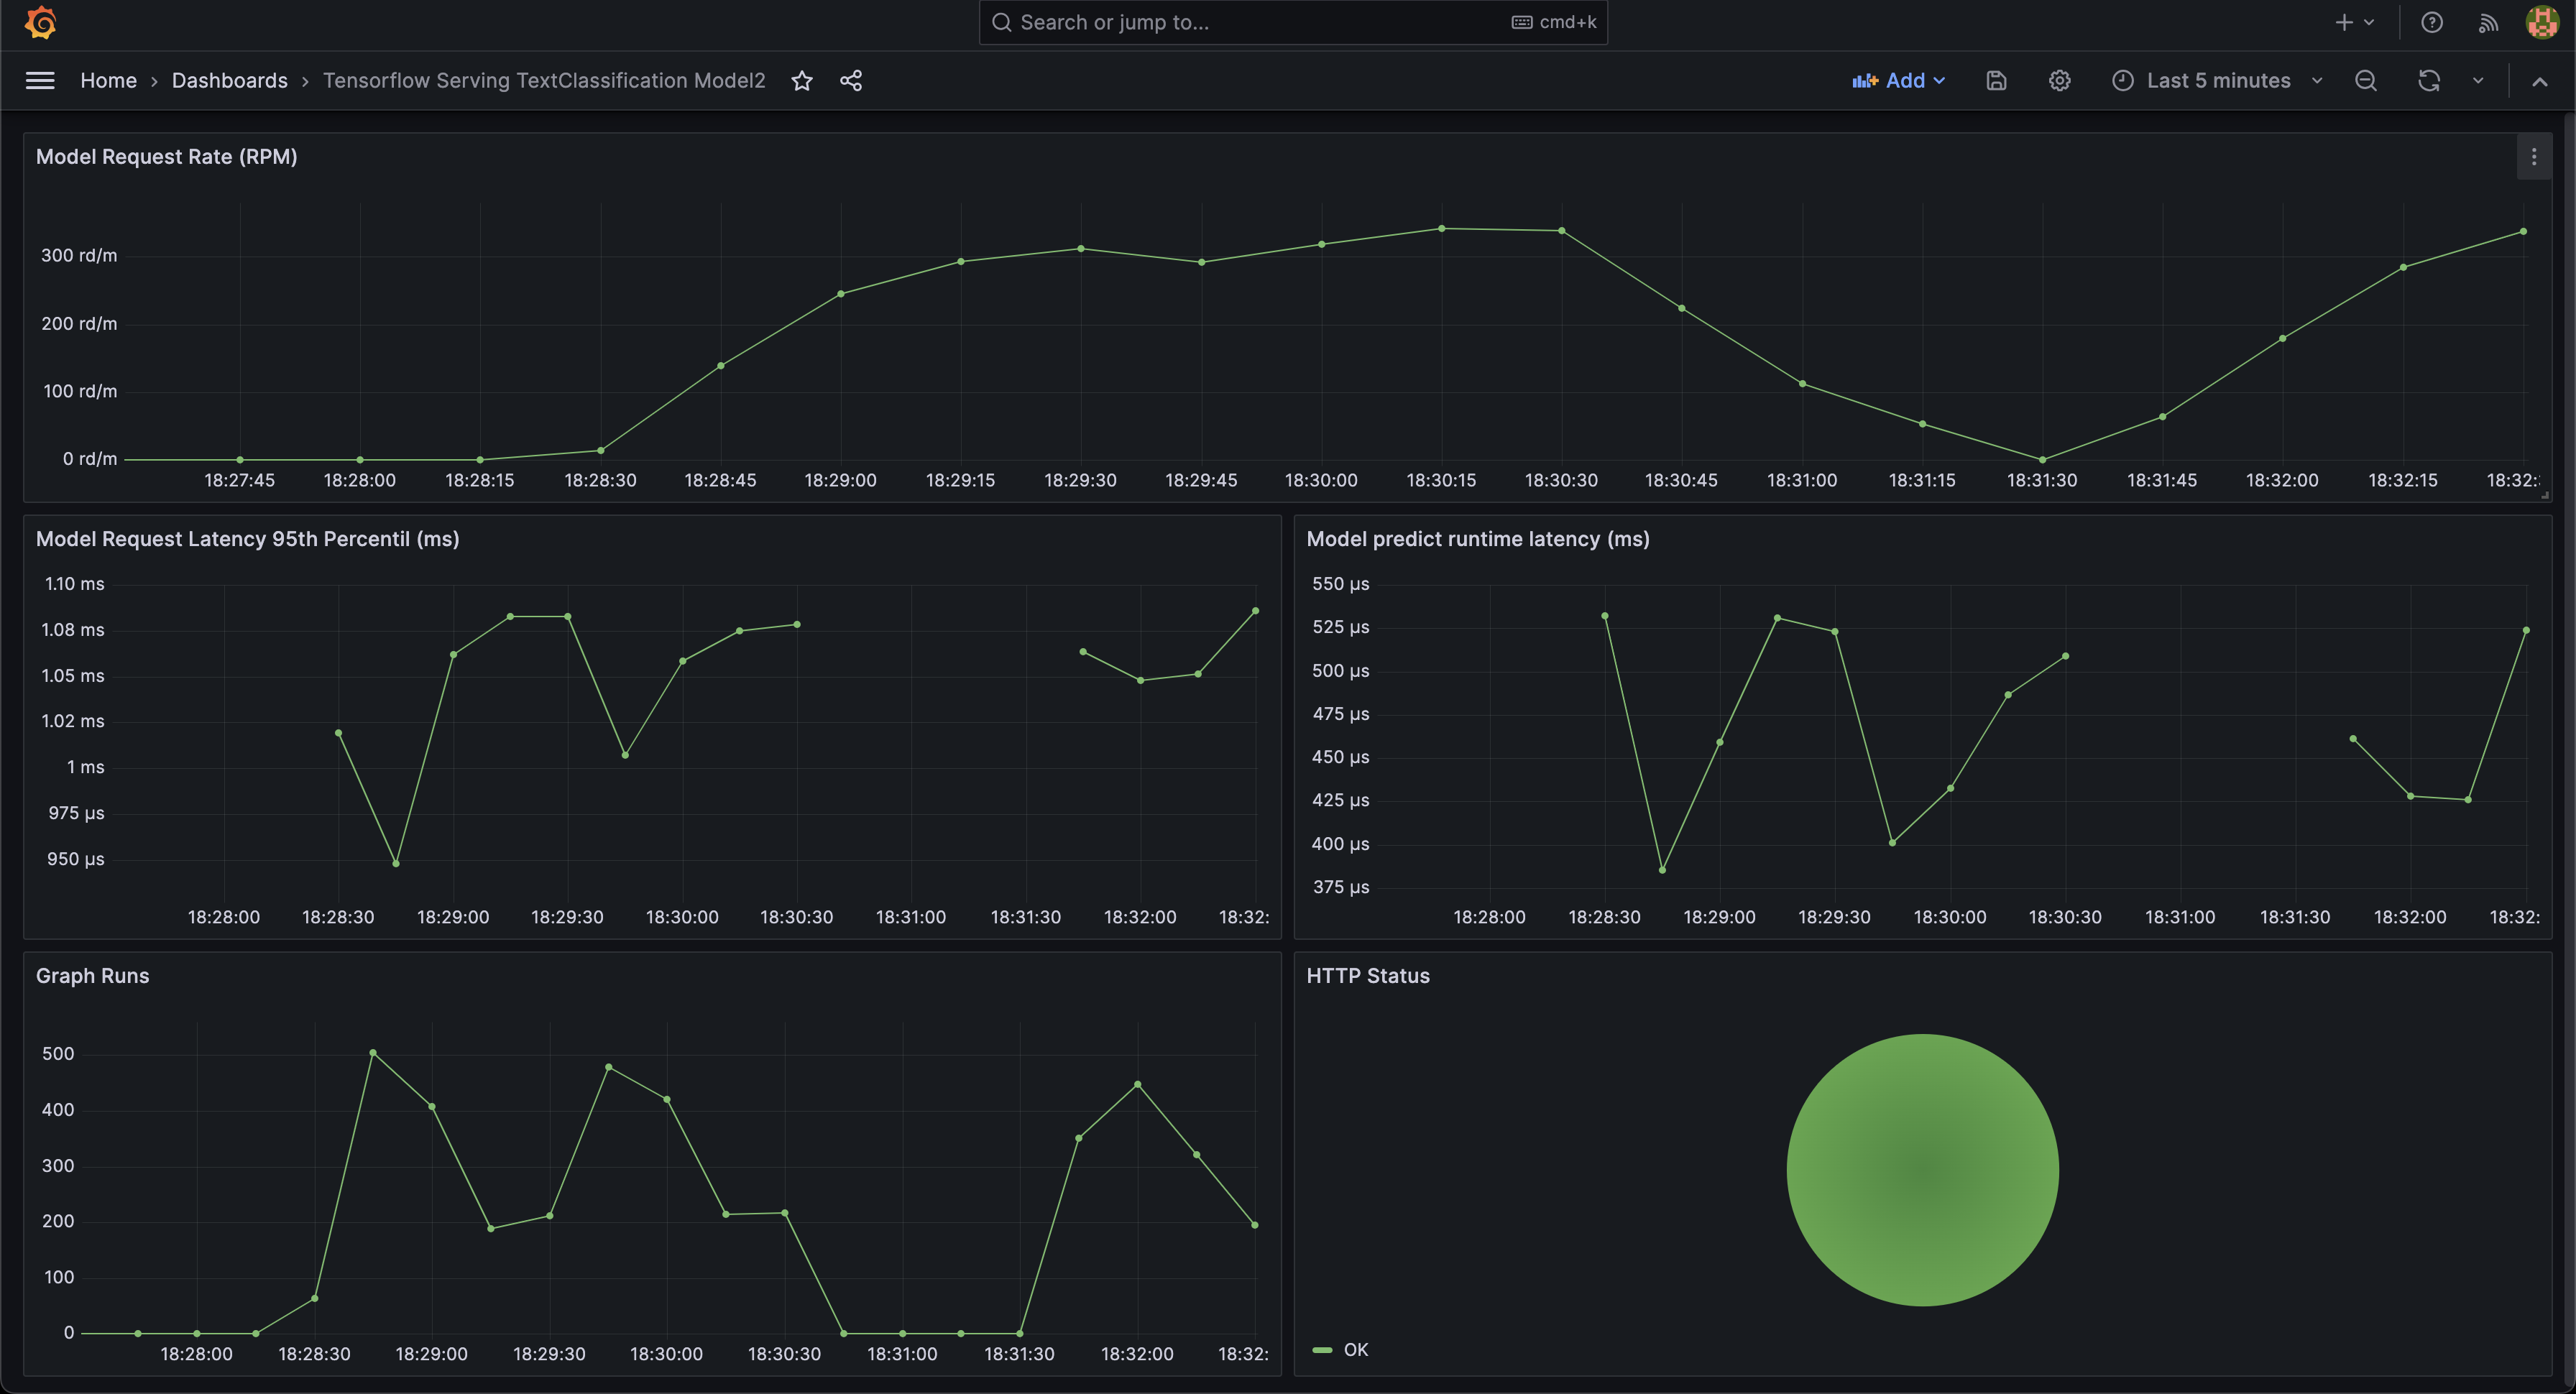 Search or jump to... cmd+k
Home › Dashboards › Tensorflow Serving TextClassification Model2 Add Last 5 minutes
Model Request Rate (RPM)
300 rd/m
200 rd/m
100 rd/m
0 rd/m
18:27:45 18:28:00 18:28:15 18:28:30 18:28:45 18:29:00 18:29:15 18:29:30 18:29:45 18:30:00 18:30:15 18:30:30 18:30:45 18:31:00 18:31:15 18:31:30 18:31:45 18:32:00 18:32:15 18:32:
Model Request Latency 95th Percentil (ms)
1.10 ms
1.08 ms
1.05 ms
1.02 ms
1 ms
975 µs
950 µs
18:28:00 18:28:30 18:29:00 18:29:30 18:30:00 18:30:30 18:31:00 18:31:30 18:32:00 18:32:
Model predict runtime latency (ms)
550 µs
525 µs
500 µs
475 µs
450 µs
425 µs
400 µs
375 µs
18:28:00 18:28:30 18:29:00 18:29:30 18:30:00 18:30:30 18:31:00 18:31:30 18:32:00 18:32:
Graph Runs
500
400
300
200
100
0
18:28:00 18:28:30 18:29:00 18:29:30 18:30:00 18:30:30 18:31:00 18:31:30 18:32:00 18:32:
HTTP Status
OK